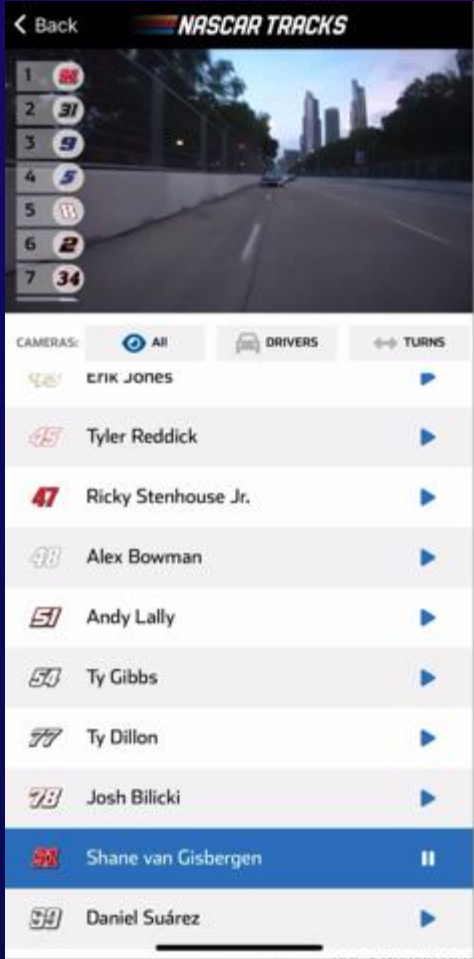 Back
NASCAR TRACKS
1 91
2 31
3 9
4 5
5 11
6 2
7 34
CAMERAS: All DRIVERS TURNS
Erik Jones
45 Tyler Reddick
47 Ricky Stenhouse Jr.
48 Alex Bowman
51 Andy Lally
54 Ty Gibbs
77 Ty Dillon
78 Josh Bilicki
91 Shane van Gisbergen
99 Daniel Suárez